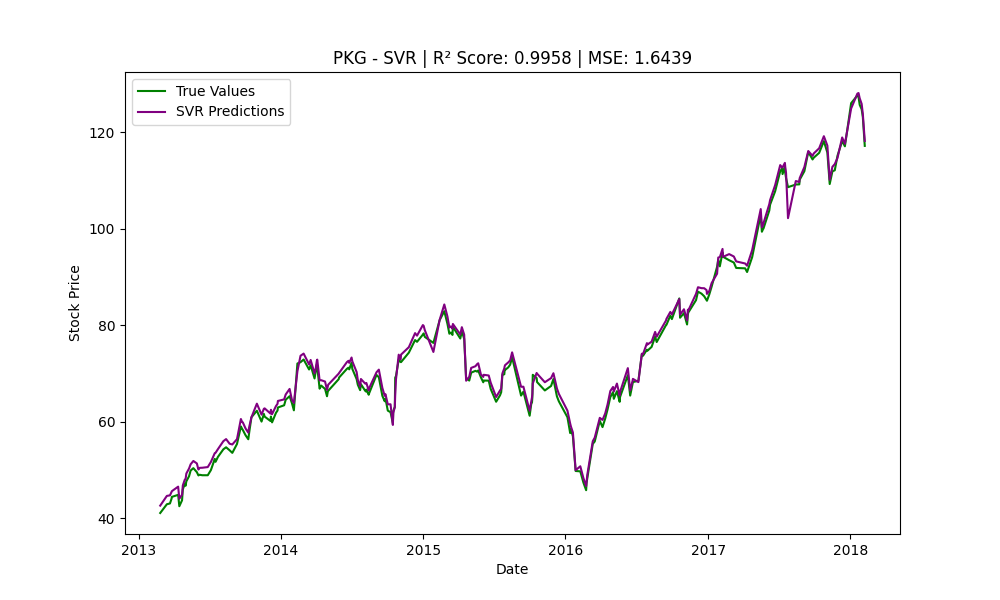 PKG - SVR | R² Score: 0.9958 | MSE: 1.6439
True Values
SVR Predictions
Stock Price
120
100
80
60
40
2013 2014 2015 2016 2017 2018
Date